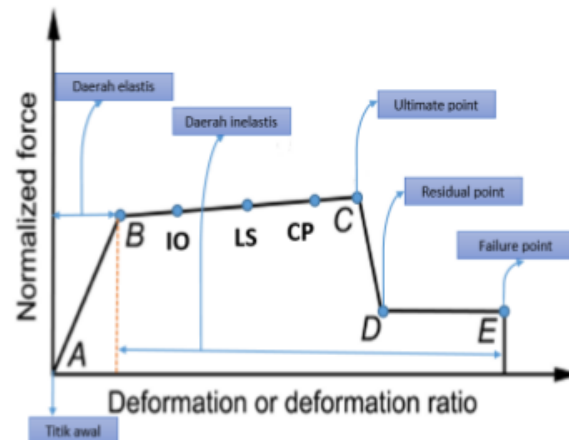 Normalized force
Daerah elastis
Daerah inelastis
Ultimate point
Residual point
Failure point
A
B
IO
LS
CP
C
D
E
Deformation or deformation ratio
Titik awal